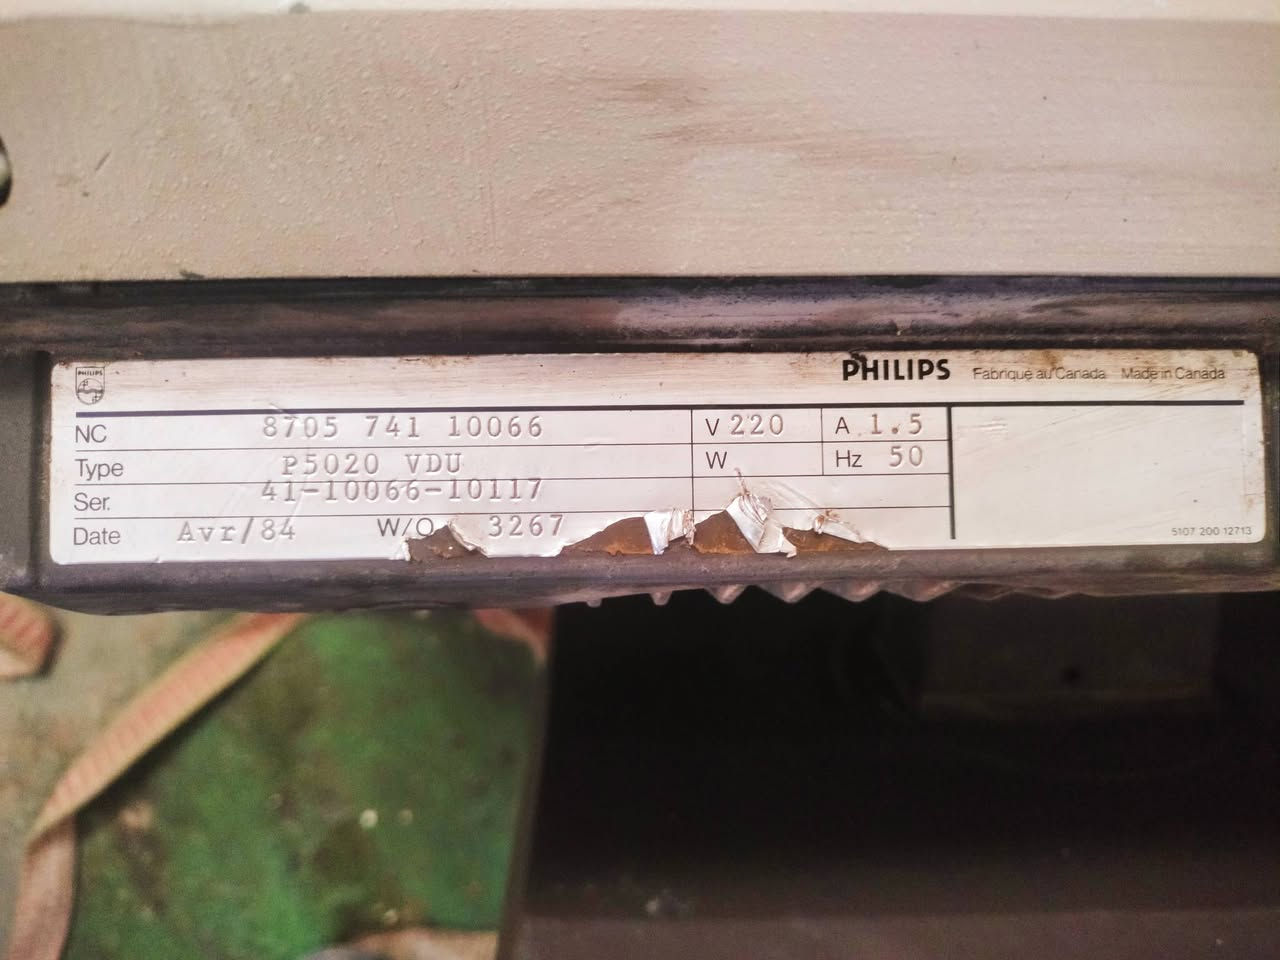 PHILIPS
PHILIPS Fabriqué au Canada Made in Canada
NC 8705 741 10066 V 220 A 1.5
Type P5020 VDU W Hz 50
Ser. 41-10066-10117
Date Avr/84 W/O 3267
5107 200 12713